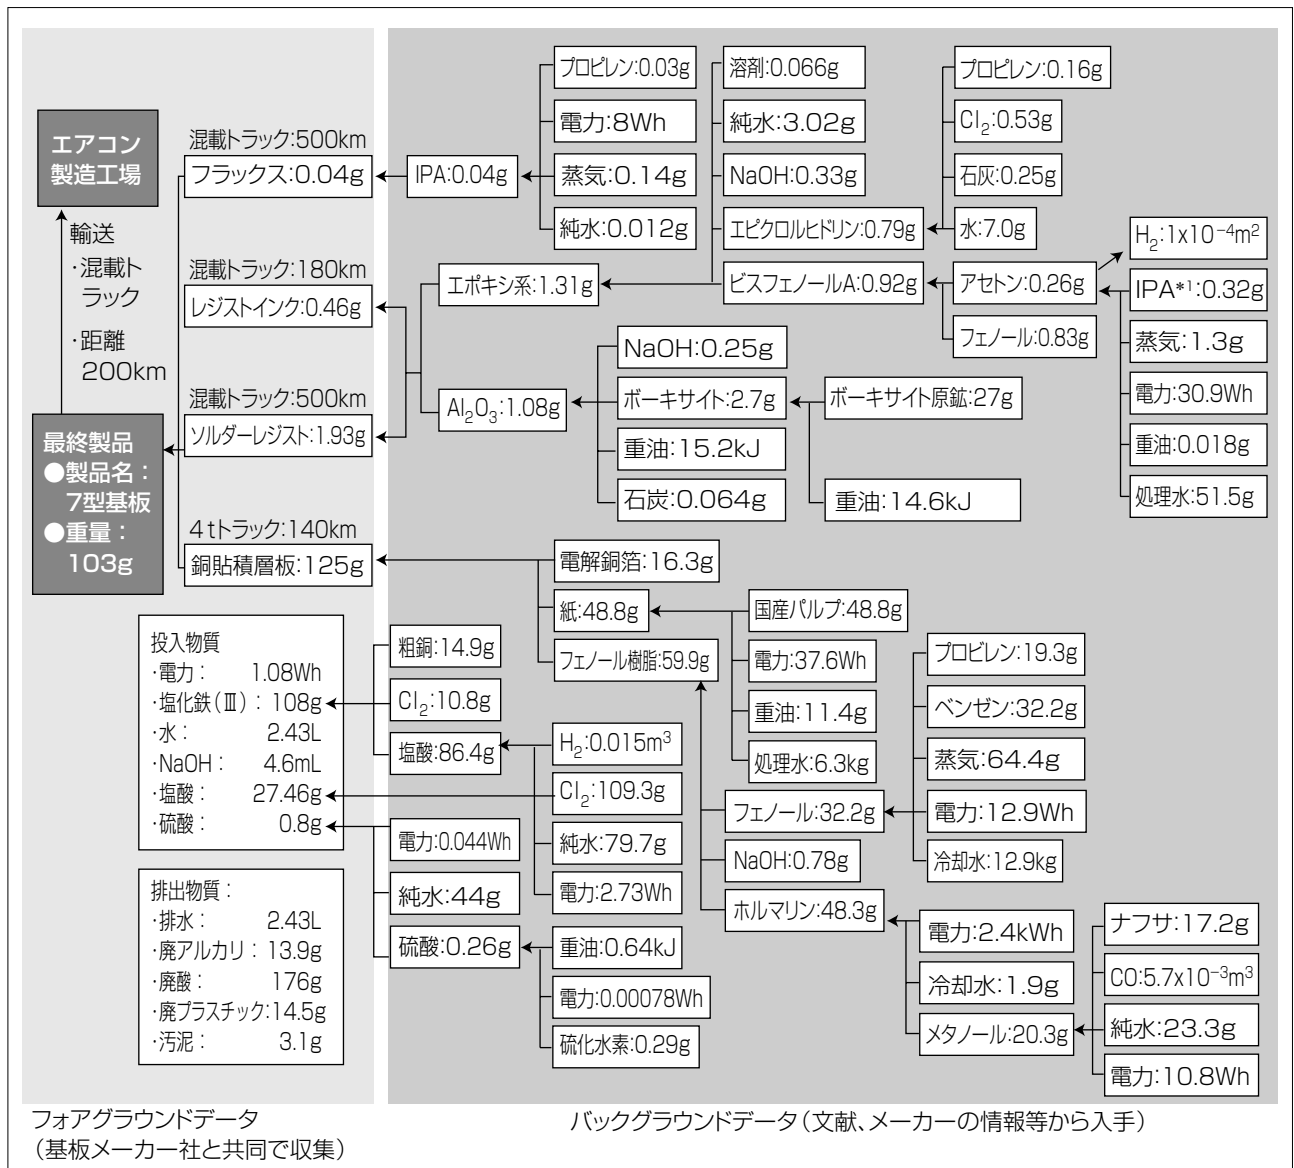 エアコン
製造工場
輸送
・混載ト
ラック
・距離
200km
最終製品
●製品名：
7型基板
●重量：
103g
混載トラック:500km
フラックス:0.04g
混載トラック:180km
レジストインク:0.46g
混載トラック:500km
ソルダーレジスト:1.93g
4tトラック:140km
銅貼積層板:125g
IPA:0.04g
プロピレン:0.03g
電力:8Wh
蒸気:0.14g
純水:0.012g
エポキシ系:1.31g
溶剤:0.066g
純水:3.02g
NaOH:0.33g
エピクロルヒドリン:0.79g
ビスフェノールA:0.92g
プロピレン:0.16g
Cl₂:0.53g
石灰:0.25g
水:7.0g
アセトン:0.26g
フェノール:0.83g
H₂:1x10⁻⁴m²
IPA*¹:0.32g
蒸気:1.3g
電力:30.9Wh
重油:0.018g
処理水:51.5g
Al₂O₃:1.08g
NaOH:0.25g
ボーキサイト:2.7g
重油:15.2kJ
石炭:0.064g
ボーキサイト原鉱:27g
重油:14.6kJ
電解銅箔:16.3g
紙:48.8g
フェノール樹脂:59.9g
国産パルプ:48.8g
電力:37.6Wh
重油:11.4g
処理水:6.3kg
フェノール:32.2g
NaOH:0.78g
ホルマリン:48.3g
プロビレン:19.3g
ベンゼン:32.2g
蒸気:64.4g
電力:12.9Wh
冷却水:12.9kg
電力:2.4kWh
冷却水:1.9g
メタノール:20.3g
ナフサ:17.2g
CO:5.7x10⁻³m³
純水:23.3g
電力:10.8Wh
投入物質
・電力： 1.08Wh
・塩化鉄(Ⅲ)： 108g
・水： 2.43L
・NaOH： 4.6mL
・塩酸： 27.46g
・硫酸： 0.8g
粗銅:14.9g
Cl₂:10.8g
塩酸:86.4g
H₂:0.015m³
Cl₂:109.3g
純水:79.7g
電力:2.73Wh
電力:0.044Wh
純水:44g
硫酸:0.26g
重油:0.64kJ
電力:0.00078Wh
硫化水素:0.29g
排出物質：
・排水： 2.43L
・廃アルカリ：13.9g
・廃酸： 176g
・廃プラスチック:14.5g
・汚泥： 3.1g
フォアグラウンドデータ
（基板メーカー社と共同で収集）
バックグラウンドデータ（文献、メーカーの情報等から入手）